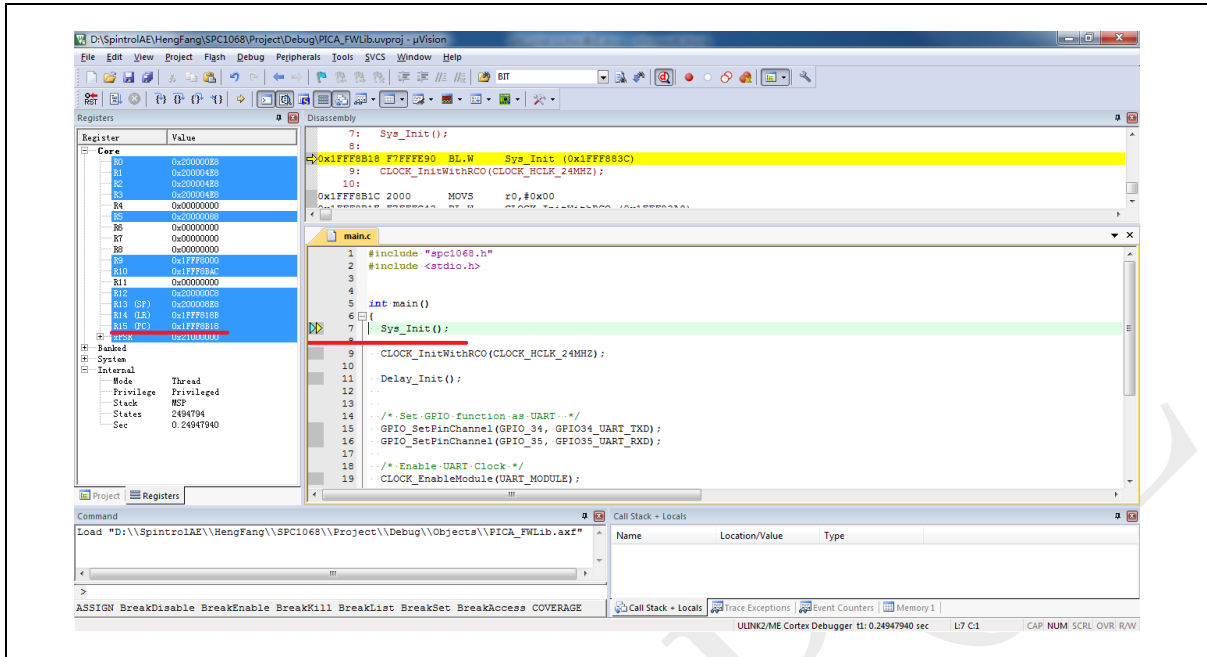 D:\SpintrolAE\HengFang\SPC1068\Project\Debug\PICA_FWLib.uvproj - µVision
File Edit View Project Flash Debug Peripherals Tools SVCS Window Help
BIT
RST
Registers
Register Value
Core
R0 0x200000E8
R1 0x200004E8
R2 0x200004E8
R3 0x200004E8
R4 0x00000000
R5 0x20000088
R6 0x00000000
R7 0x00000000
R8 0x00000000
R9 0x1FFF8000
R10 0x1FFF8BAC
R11 0x00000000
R12 0x200000C8
R13 (SP) 0x200008E8
R14 (LR) 0x1FFF818B
R15 (PC) 0x1FFF8B18
xPSR 0x21000000
Banked
System
Internal
Mode Thread
Privilege Privileged
Stack MSP
States 2494794
Sec 0.24947940
Project Registers
Disassembly
7: Sys_Init();
8:
0x1FFF8B18 F7FFFE90 BL.W Sys_Init (0x1FFF883C)
9: CLOCK_InitWithRCO(CLOCK_HCLK_24MHZ);
10:
0x1FFF8B1C 2000 MOVS r0,#0x00
main.c
1 #include "spc1068.h"
2 #include <stdio.h>
3
4
5 int main()
6 {
7 Sys_Init();
8
9 CLOCK_InitWithRCO(CLOCK_HCLK_24MHZ);
10
11 Delay_Init();
12
13
14 /* Set GPIO function as UART */
15 GPIO_SetPinChannel(GPIO_34, GPIO34_UART_TXD);
16 GPIO_SetPinChannel(GPIO_35, GPIO35_UART_RXD);
17
18 /* Enable UART Clock */
19 CLOCK_EnableModule(UART_MODULE);
Command
Load "D:\\SpintrolAE\\HengFang\\SPC1068\\Project\\Debug\\Objects\\PICA_FWLib.axf"
>
ASSIGN BreakDisable BreakEnable BreakKill BreakList BreakSet BreakAccess COVERAGE
Call Stack + Locals
Name Location/Value Type
Call Stack + Locals Trace Exceptions Event Counters Memory 1
ULINK2/ME Cortex Debugger t1: 0.24947940 sec L:7 C:1 CAP NUM SCRL OVR R/W